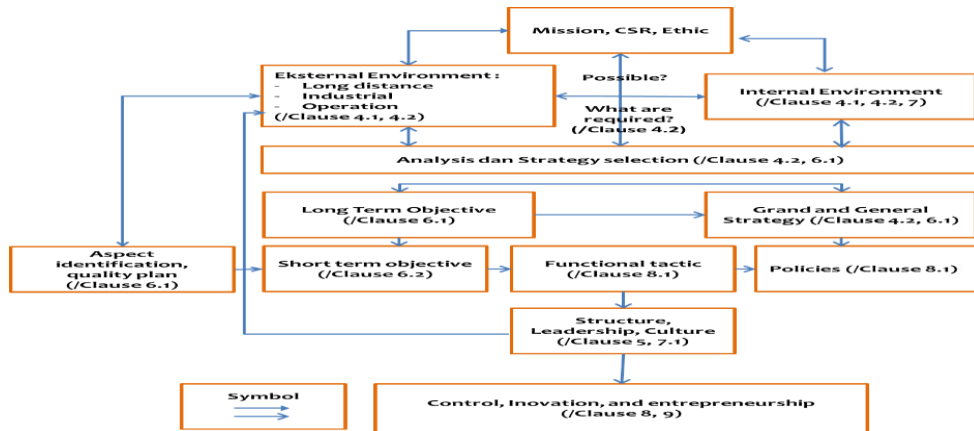 Mission, CSR, Ethic
Eksternal Environment :
- Long distance
- Industrial
- Operation
(/Clause 4.1, 4.2)
Possible?
What are
required?
(/Clause 4.2)
Internal Environment
(/Clause 4.1, 4.2, 7)
Analysis dan Strategy selection (/Clause 4.2, 6.1)
Long Term Objective
(/Clause 6.1)
Grand and General
Strategy (/Clause 4.2, 6.1)
Aspect
identification,
quality plan
(/Clause 6.1)
Short term objective
(/Clause 6.2)
Functional tactic
(/Clause 8.1)
Policies (/Clause 8.1)
Structure,
Leadership, Culture
(/Clause 5, 7.1)
Symbol
Control, Inovation, and entrepreneurship
(/Clause 8, 9)